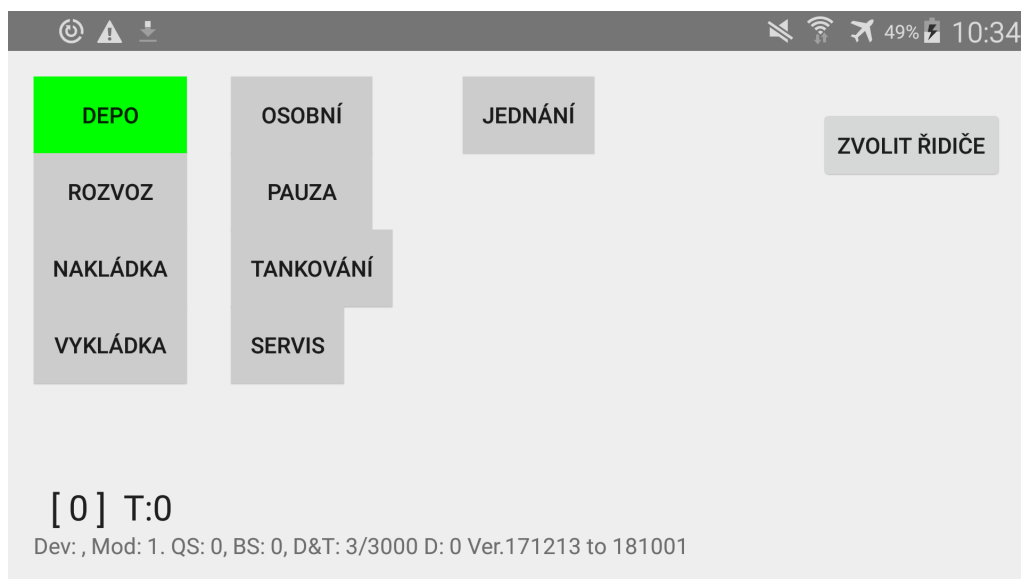 49% 10:34
DEPO OSOBNÍ JEDNÁNÍ
ZVOLIT ŘIDIČE
ROZVOZ PAUZA
NAKLÁDKA TANKOVÁNÍ
VYKLÁDKA SERVIS
[ 0 ] T:0
Dev: , Mod: 1. QS: 0, BS: 0, D&T: 3/3000 D: 0 Ver.171213 to 181001